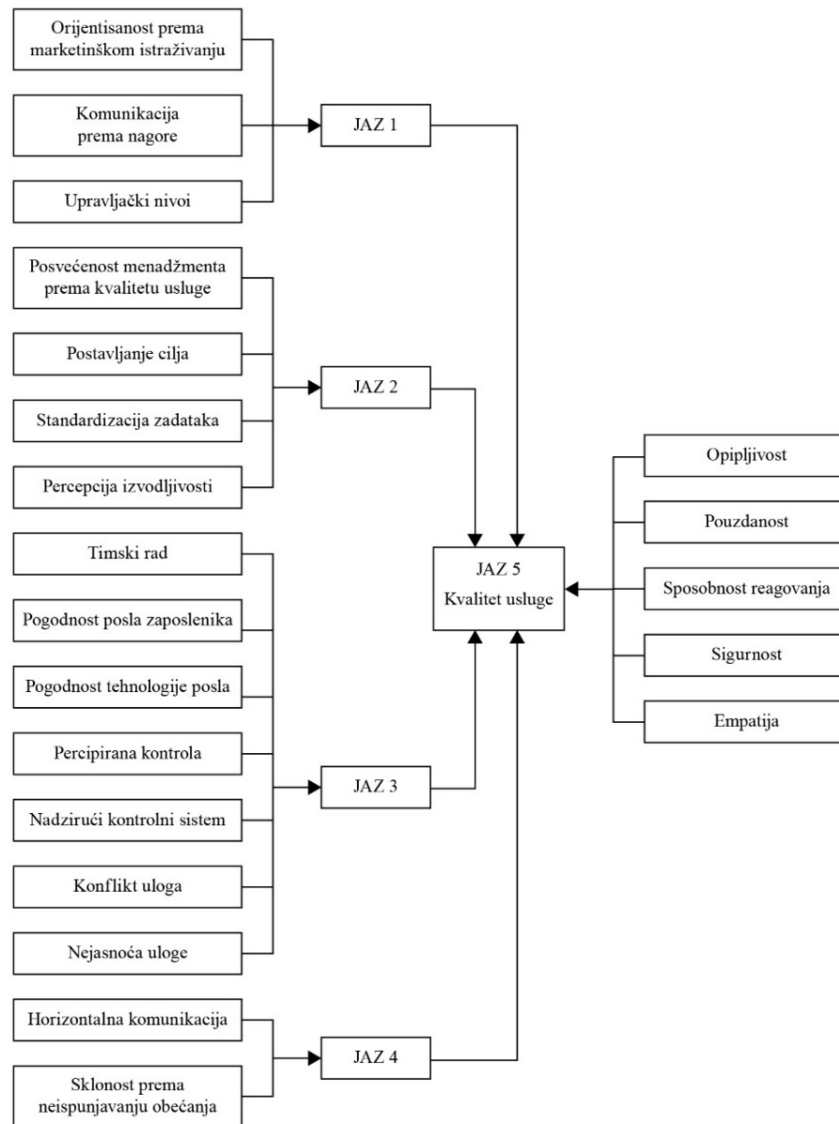 Orijentisanost prema
marketinškom istraživanju
Komunikacija
prema nagore
Upravljački nivoi
JAZ 1
Posvećenost menadžmenta
prema kvalitetu usluge
Postavljanje cilja
Standardizacija zadataka
Percepcija izvodljivosti
JAZ 2
Timski rad
Pogodnost posla zaposlenika
Pogodnost tehnologije posla
Percipirana kontrola
Nadzirući kontrolni sistem
Konflikt uloga
Nejasnoća uloge
JAZ 3
Horizontalna komunikacija
Sklonost prema
neispunjavanju obećanja
JAZ 4
JAZ 5
Kvalitet usluge
Opipljivost
Pouzdanost
Sposobnost reagovanja
Sigurnost
Empatija